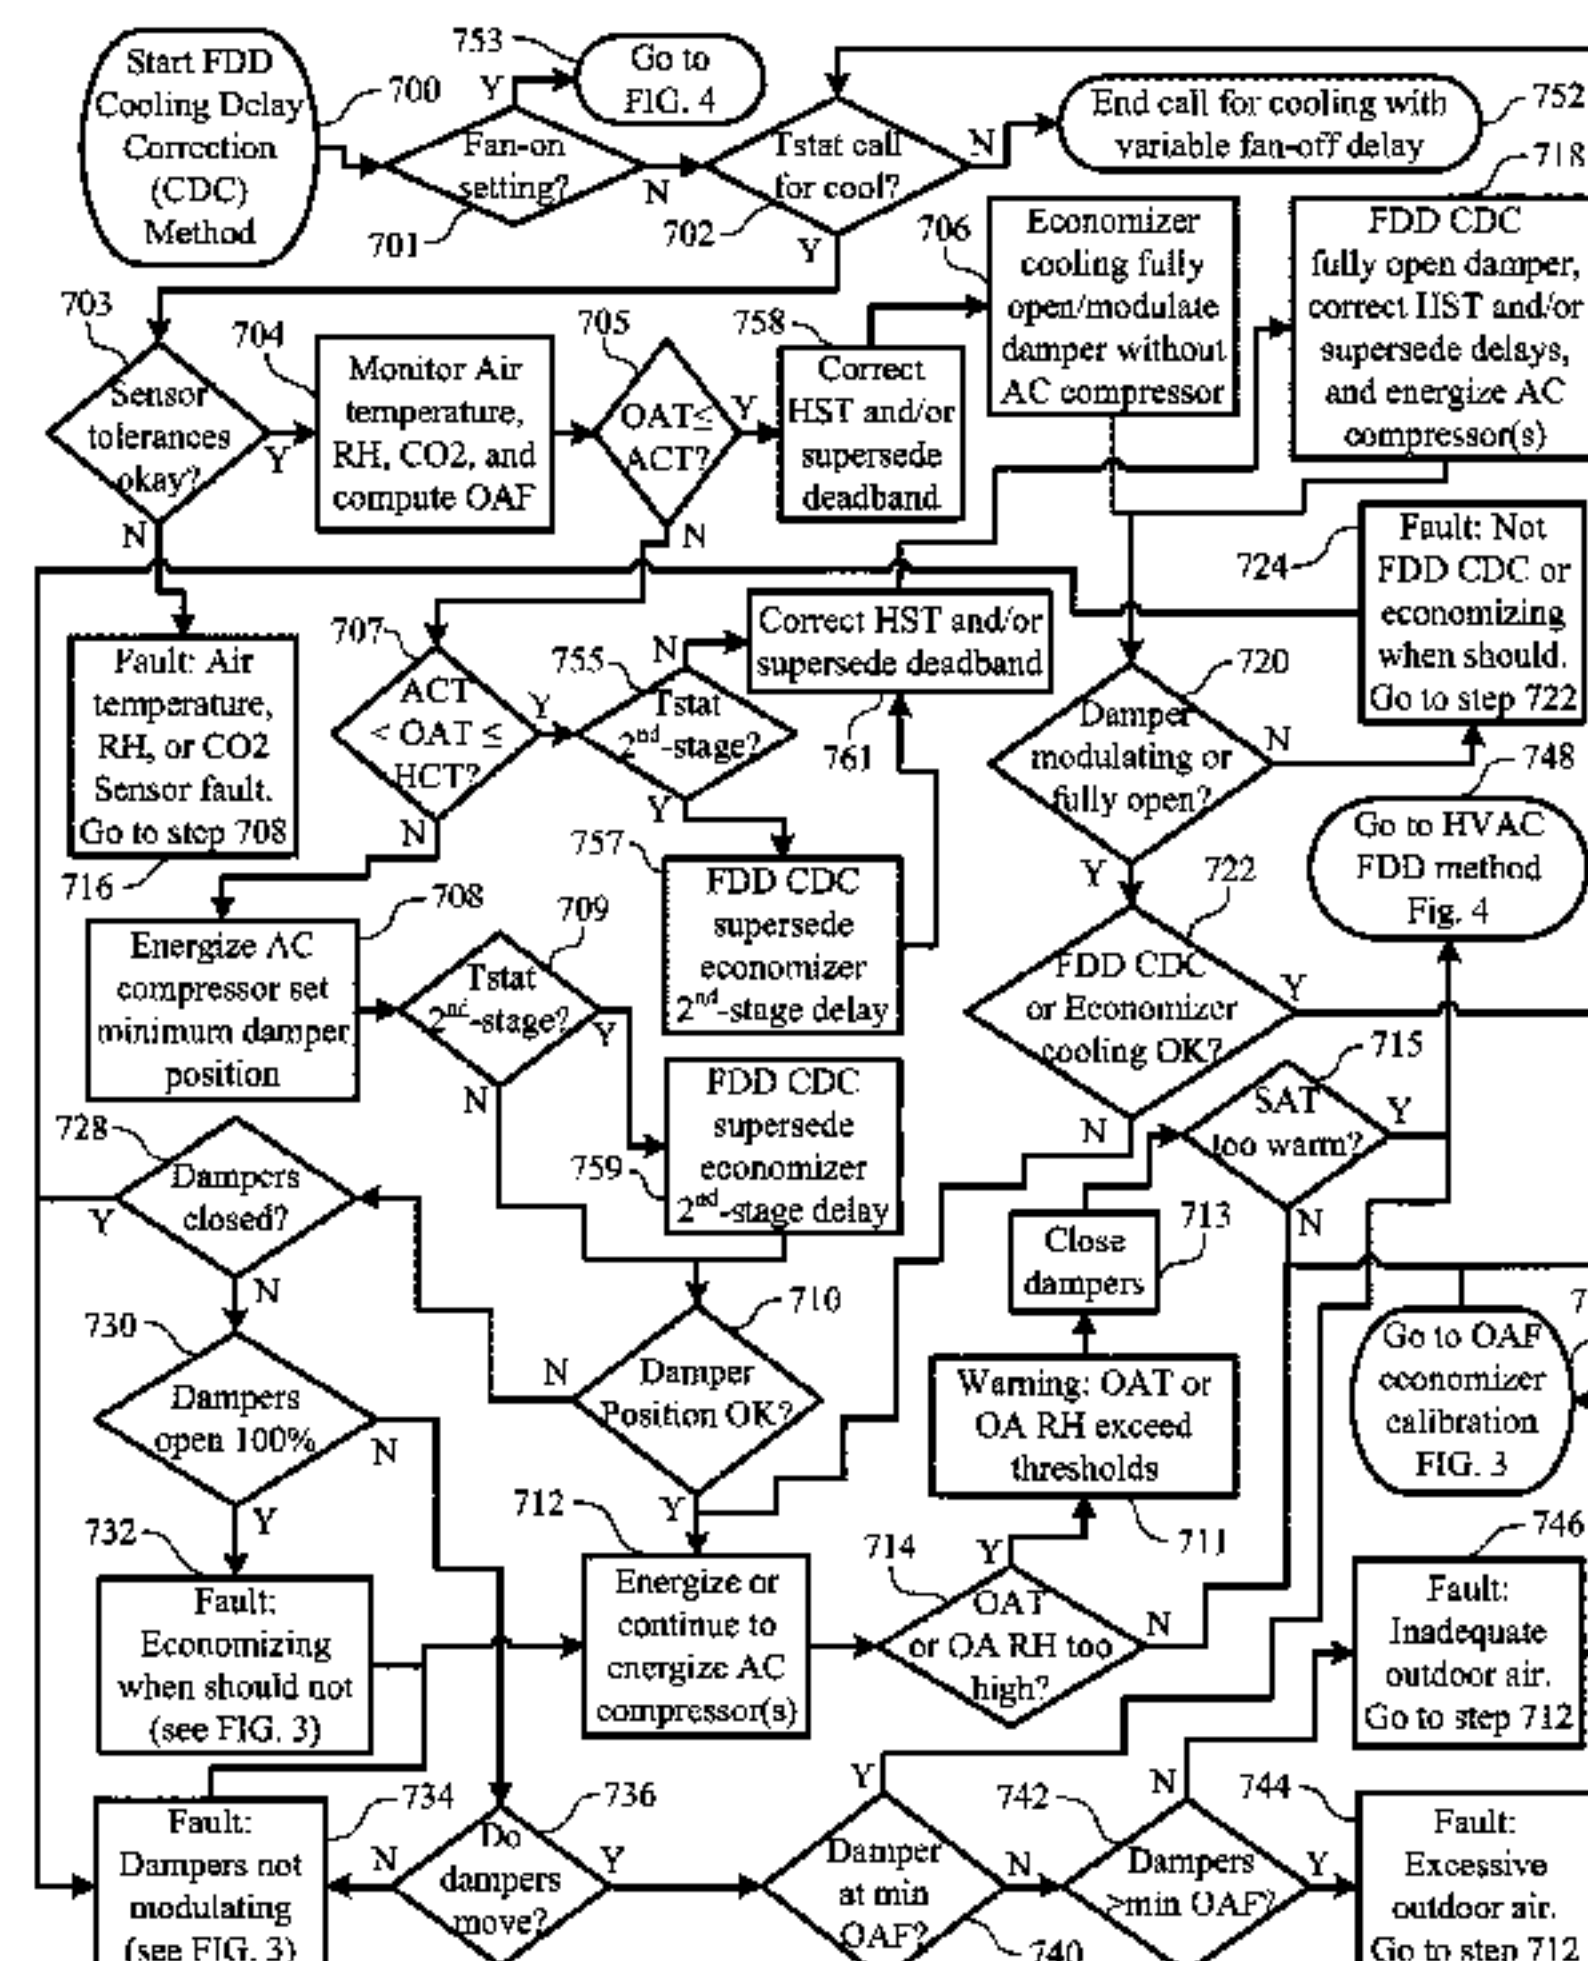 Start FDD
Cooling Delay
Correction
(CDC)
Method
700
753
Go to
FIG. 4
Y
Fan-on
setting?
701
N
Tstat call
for cool?
702
N
Y
End call for cooling with
variable fan-off delay
752
718
706
Economizer
cooling fully
open/modulate
damper without
AC compressor
FDD CDC
fully open damper,
correct HST and/or
supersede delays,
and energize AC
compressor(s)
703
Sensor
tolerances
okay?
Y
N
704
Monitor Air
temperature,
RH, CO2, and
compute OAF
705
OAT≤
ACT?
Y
N
758
Correct
HST and/or
supersede
deadband
724
Fault: Not
FDD CDC or
economizing
when should.
Go to step 722
Fault: Air
temperature,
RH, or CO2
Sensor fault.
Go to step 708
716
707
ACT
< OAT ≤
HCT?
Y
N
755
Tstat
2nd-stage?
N
Y
Correct HST and/or
supersede deadband
761
720
Damper
modulating or
fully open?
N
Y
748
Go to HVAC
FDD method
Fig. 4
757
FDD CDC
supersede
economizer
2nd-stage delay
722
FDD CDC
or Economizer
cooling OK?
Y
N
708
Energize AC
compressor set
minimum damper
position
709
Tstat
2nd-stage?
Y
N
759
FDD CDC
supersede
economizer
2nd-stage delay
715
SAT
too warm?
Y
N
728
Dampers
closed?
Y
N
713
Close
dampers
710
Damper
Position OK?
N
Y
730
Dampers
open 100%
N
Y
Warning: OAT or
OA RH exceed
thresholds
711
7
Go to OAF
economizer
calibration
FIG. 3
732
Fault:
Economizing
when should not
(see FIG. 3)
712
Energize or
continue to
energize AC
compressor(s)
714
OAT
or OA RH too
high?
Y
N
746
Fault:
Inadequate
outdoor air.
Go to step 712
734
Fault:
Dampers not
modulating
(see FIG. 3)
736
Do
dampers
move?
N
Y
Damper
at min
OAF?
740
Y
N
742
Dampers
>min OAF?
N
Y
744
Fault:
Excessive
outdoor air.
Go to step 712